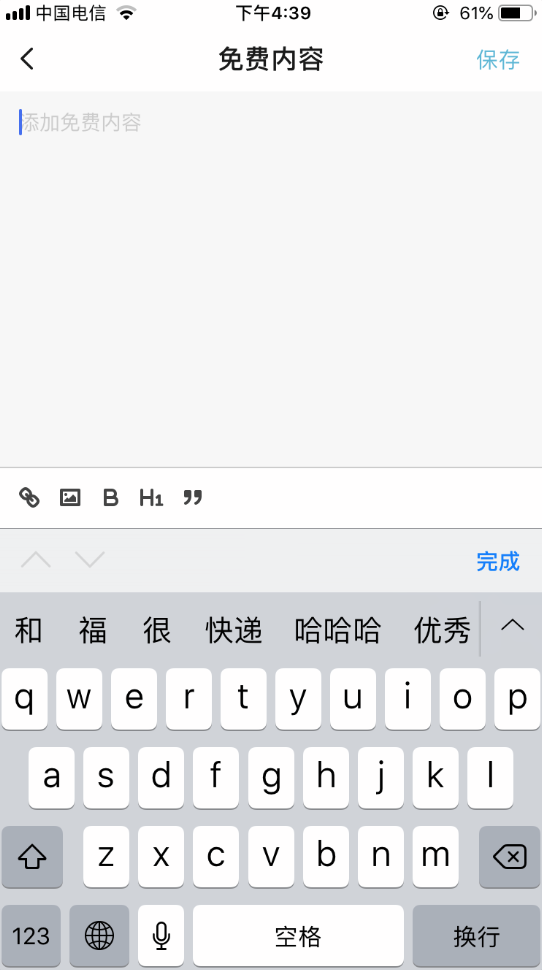 中国电信 下午4:39 61%
免费内容 保存
添加免费内容
B H1
完成
和 福 很 快递 哈哈哈 优秀
q w e r t y u i o p
a s d f g h j k l
z x c v b n m
123 空格 换行